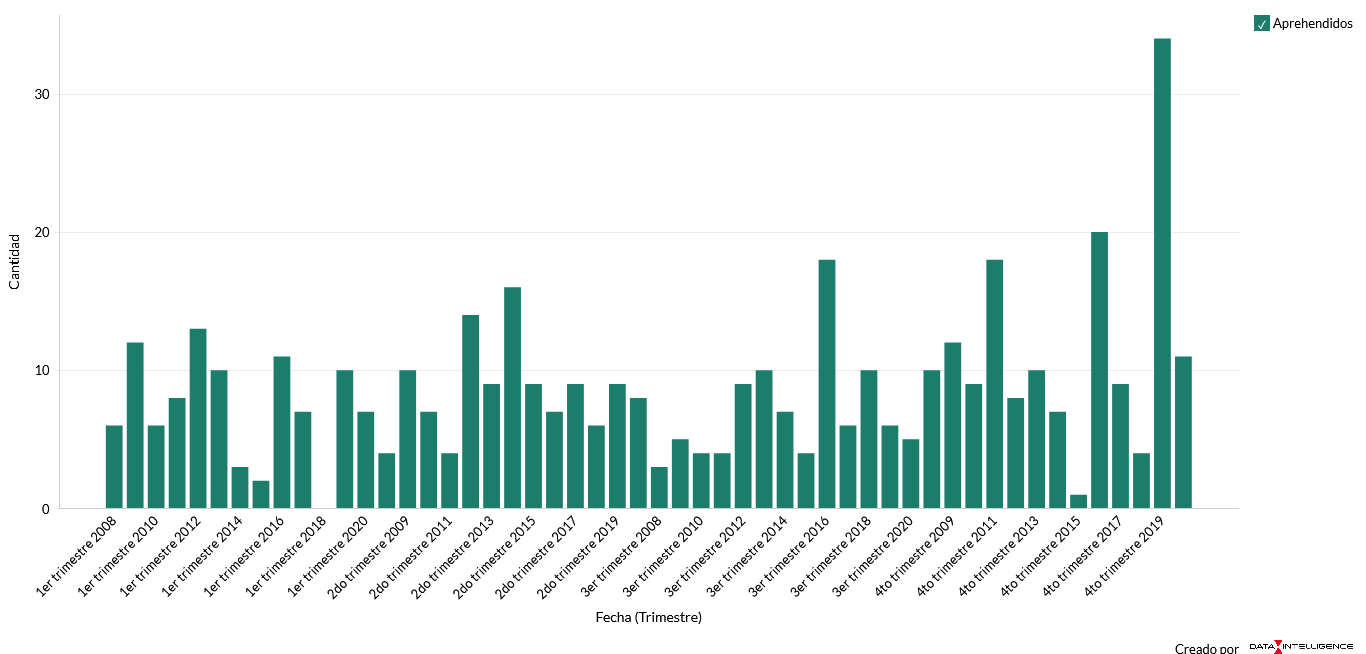 Aprehendidos
30
20
10
0
Cantidad
1er trimestre 2008
1er trimestre 2010
1er trimestre 2012
1er trimestre 2014
1er trimestre 2016
1er trimestre 2018
1er trimestre 2020
2do trimestre 2009
2do trimestre 2011
2do trimestre 2013
2do trimestre 2015
2do trimestre 2017
2do trimestre 2019
3er trimestre 2008
3er trimestre 2010
3er trimestre 2012
3er trimestre 2014
3er trimestre 2016
3er trimestre 2018
3er trimestre 2020
4to trimestre 2009
4to trimestre 2011
4to trimestre 2013
4to trimestre 2015
4to trimestre 2017
4to trimestre 2019
Fecha (Trimestre)
Creado por DATA INTELLIGENCE